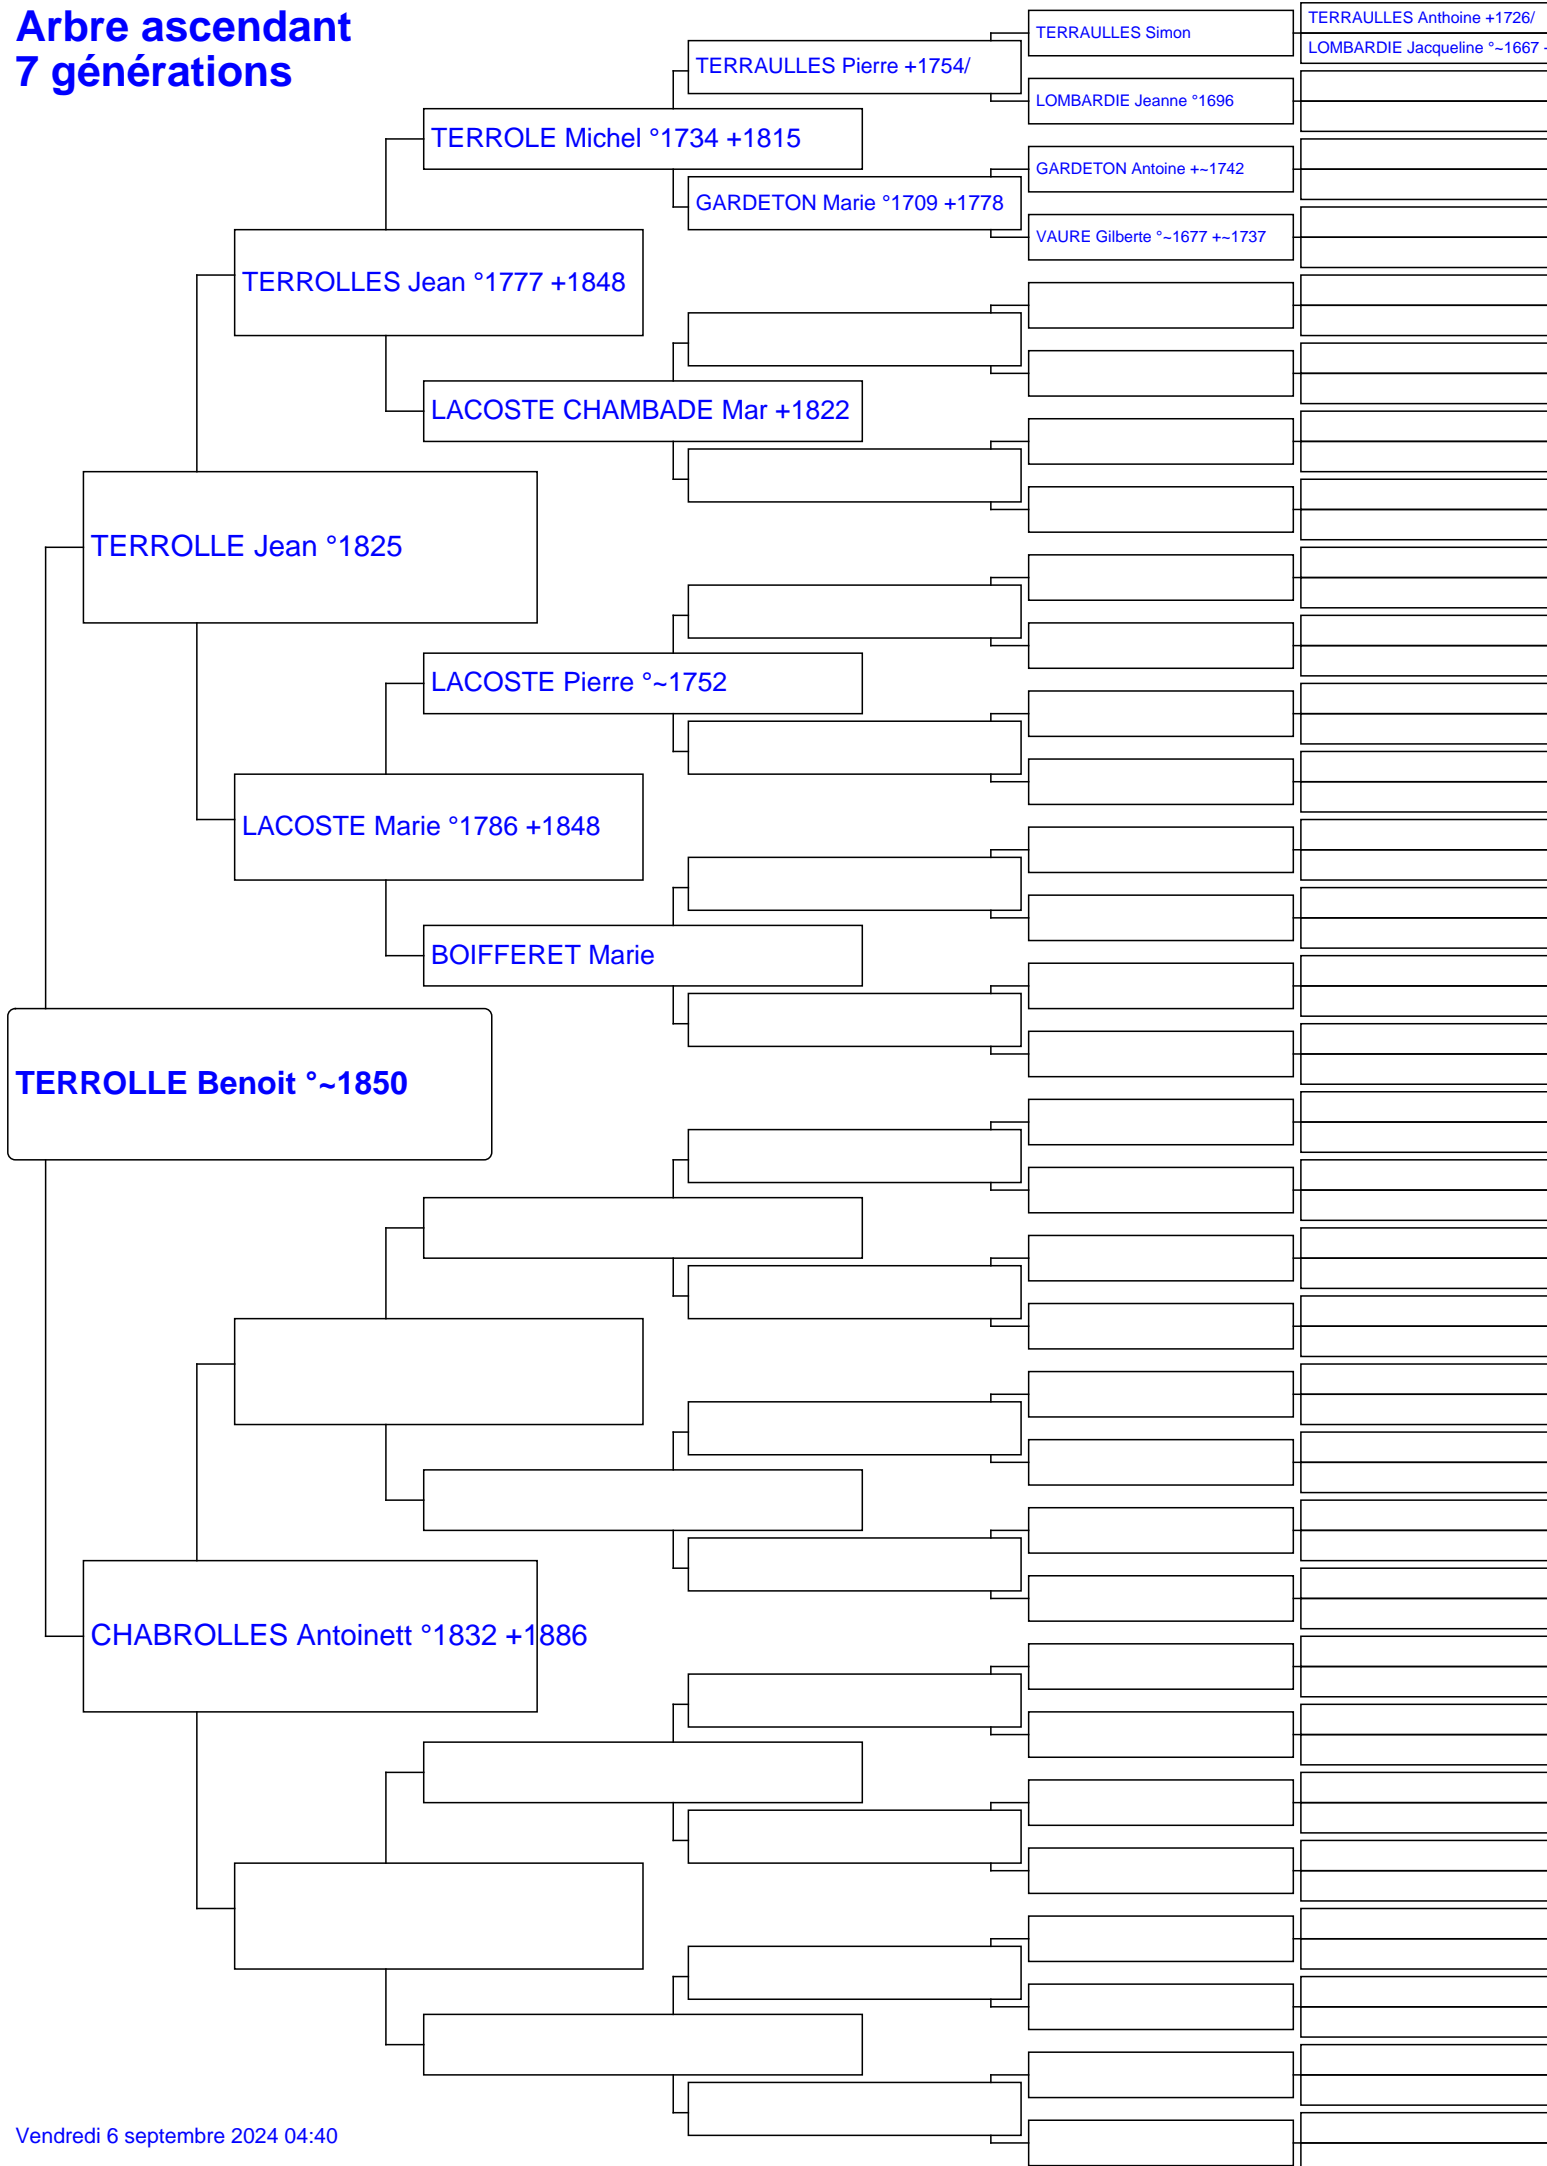 Arbre ascendant
7 générations
TERRAULLES Anthoine +1726/
LOMBARDIE Jacqueline °~1667 -
TERRAULLES Simon
TERRAULLES Pierre +1754/
LOMBARDIE Jeanne °1696
TERROLE Michel °1734 +1815
GARDETON Antoine +~1742
GARDETON Marie °1709 +1778
VAURE Gilberte °~1677 +~1737
TERROLLES Jean °1777 +1848
LACOSTE CHAMBADE Mar +1822
TERROLLE Jean °1825
LACOSTE Pierre °~1752
LACOSTE Marie °1786 +1848
BOIFFERET Marie
TERROLLE Benoit °~1850
CHABROLLES Antoinett °1832 +1886
Vendredi 6 septembre 2024 04:40